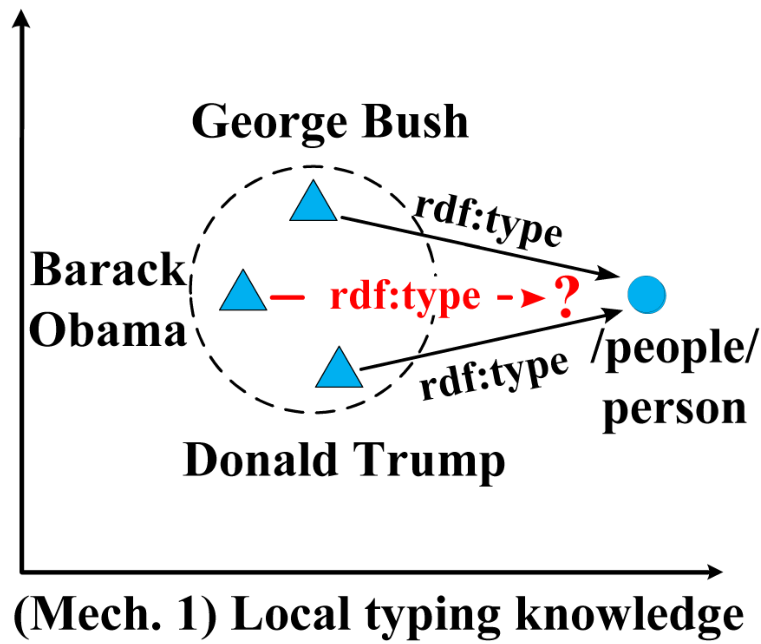 George Bush
rdf:type
Barack
Obama
rdf:type
?
rdf:type
/people/
person
Donald Trump
(Mech. 1) Local typing knowledge